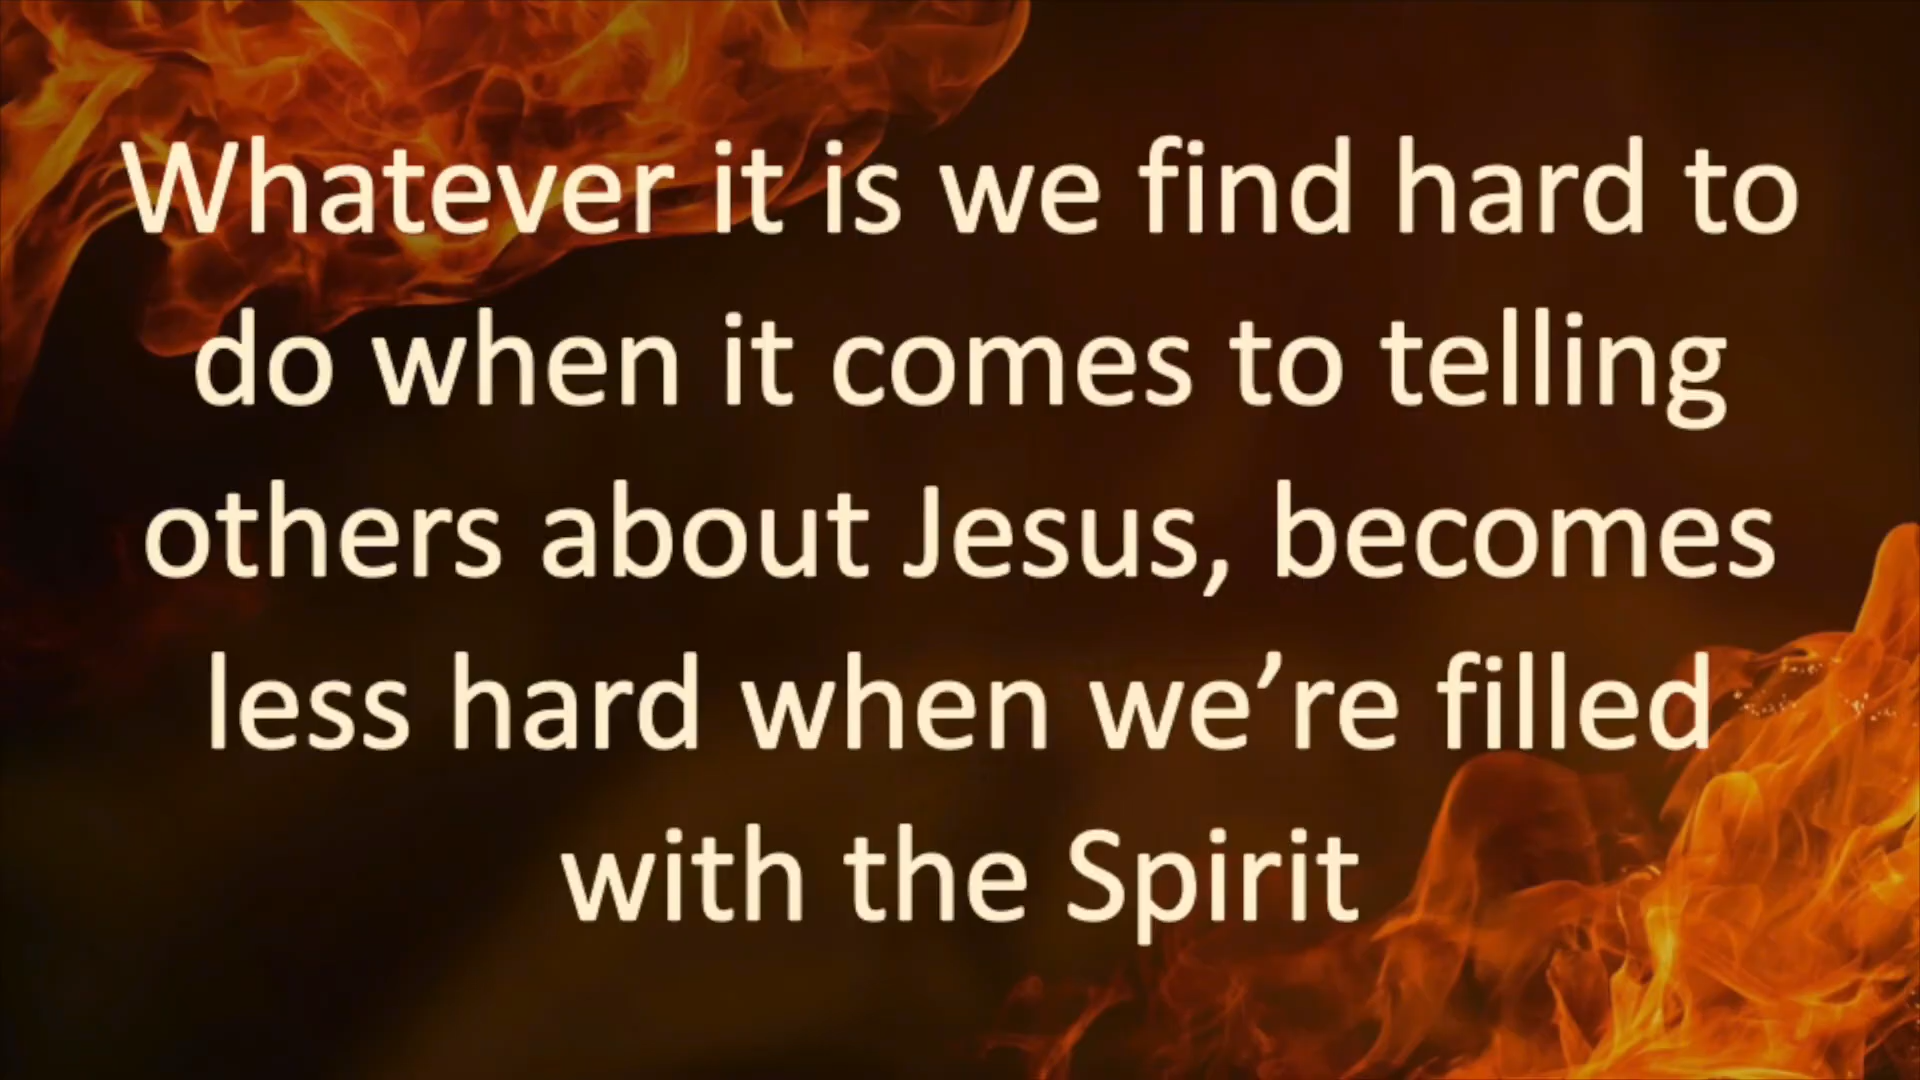 Whatever it is we find hard to
do when it comes to telling
others about Jesus, becomes
less hard when we’re filled
with the Spirit